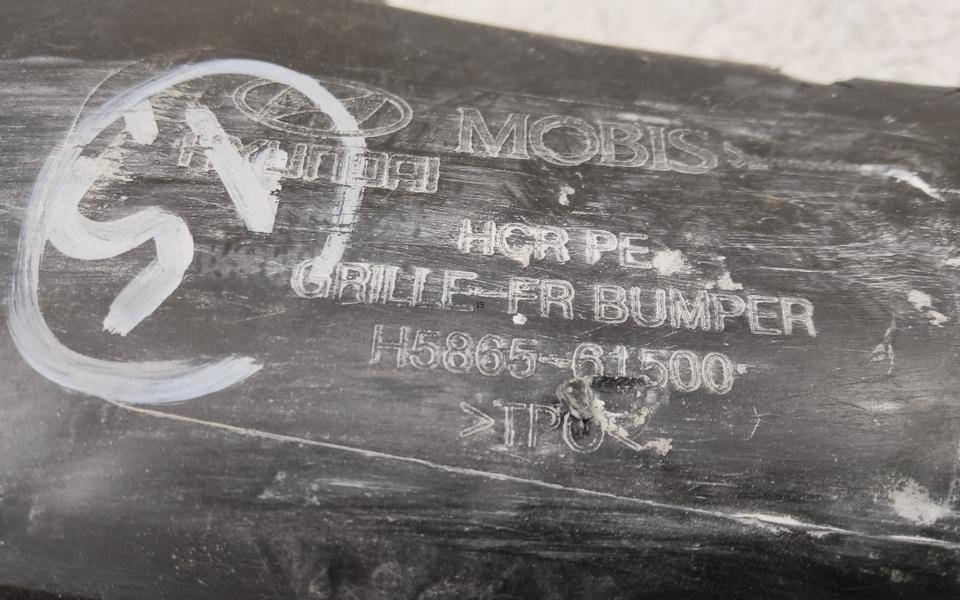 HYUNDAI
MOBIS
HCR PE
GRILLE-FR BUMPER
H5865-61500
>TPO<